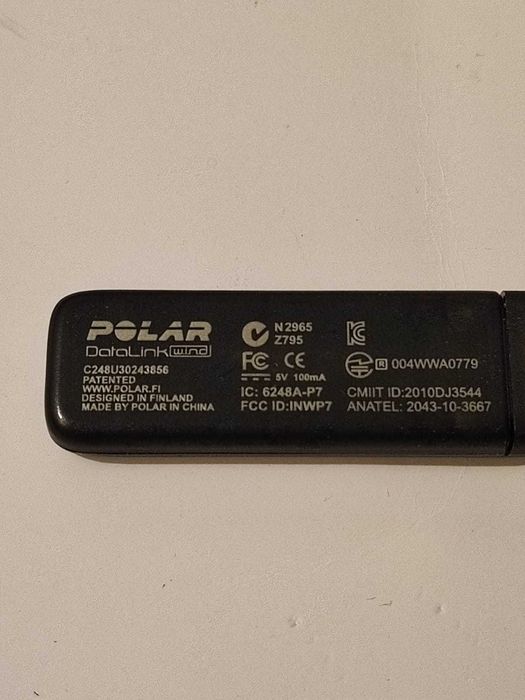 POLAR
DataLink wind
C248U30243856
PATENTED
WWW.POLAR.FI
DESIGNED IN FINLAND
MADE BY POLAR IN CHINA
N2965
Z795
FC CE
5V 100mA
IC: 6248A-P7
FCC ID:INWP7
R 004WWA0779
CMIIT ID:2010DJ3544
ANATEL: 2043-10-3667